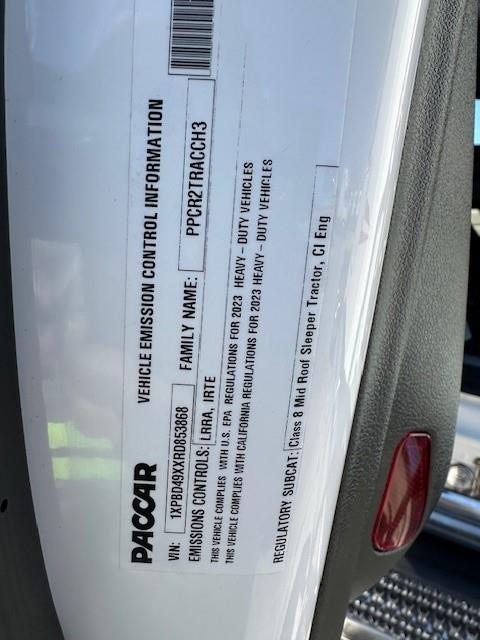 PACCAR VEHICLE EMISSION CONTROL INFORMATION
VIN: 1XPBD49XXRD853868 FAMILY NAME: PPCR2TRACCH3
EMISSIONS CONTROLS: LRRA, IRTE
THIS VEHICLE COMPLIES WITH U.S. EPA REGULATIONS FOR 2023 HEAVY-DUTY VEHICLES
THIS VEHICLE COMPLIES WITH CALIFORNIA REGULATIONS FOR 2023 HEAVY-DUTY VEHICLES
REGULATORY SUBCAT: Class 8 Mid Roof Sleeper Tractor, CI Eng